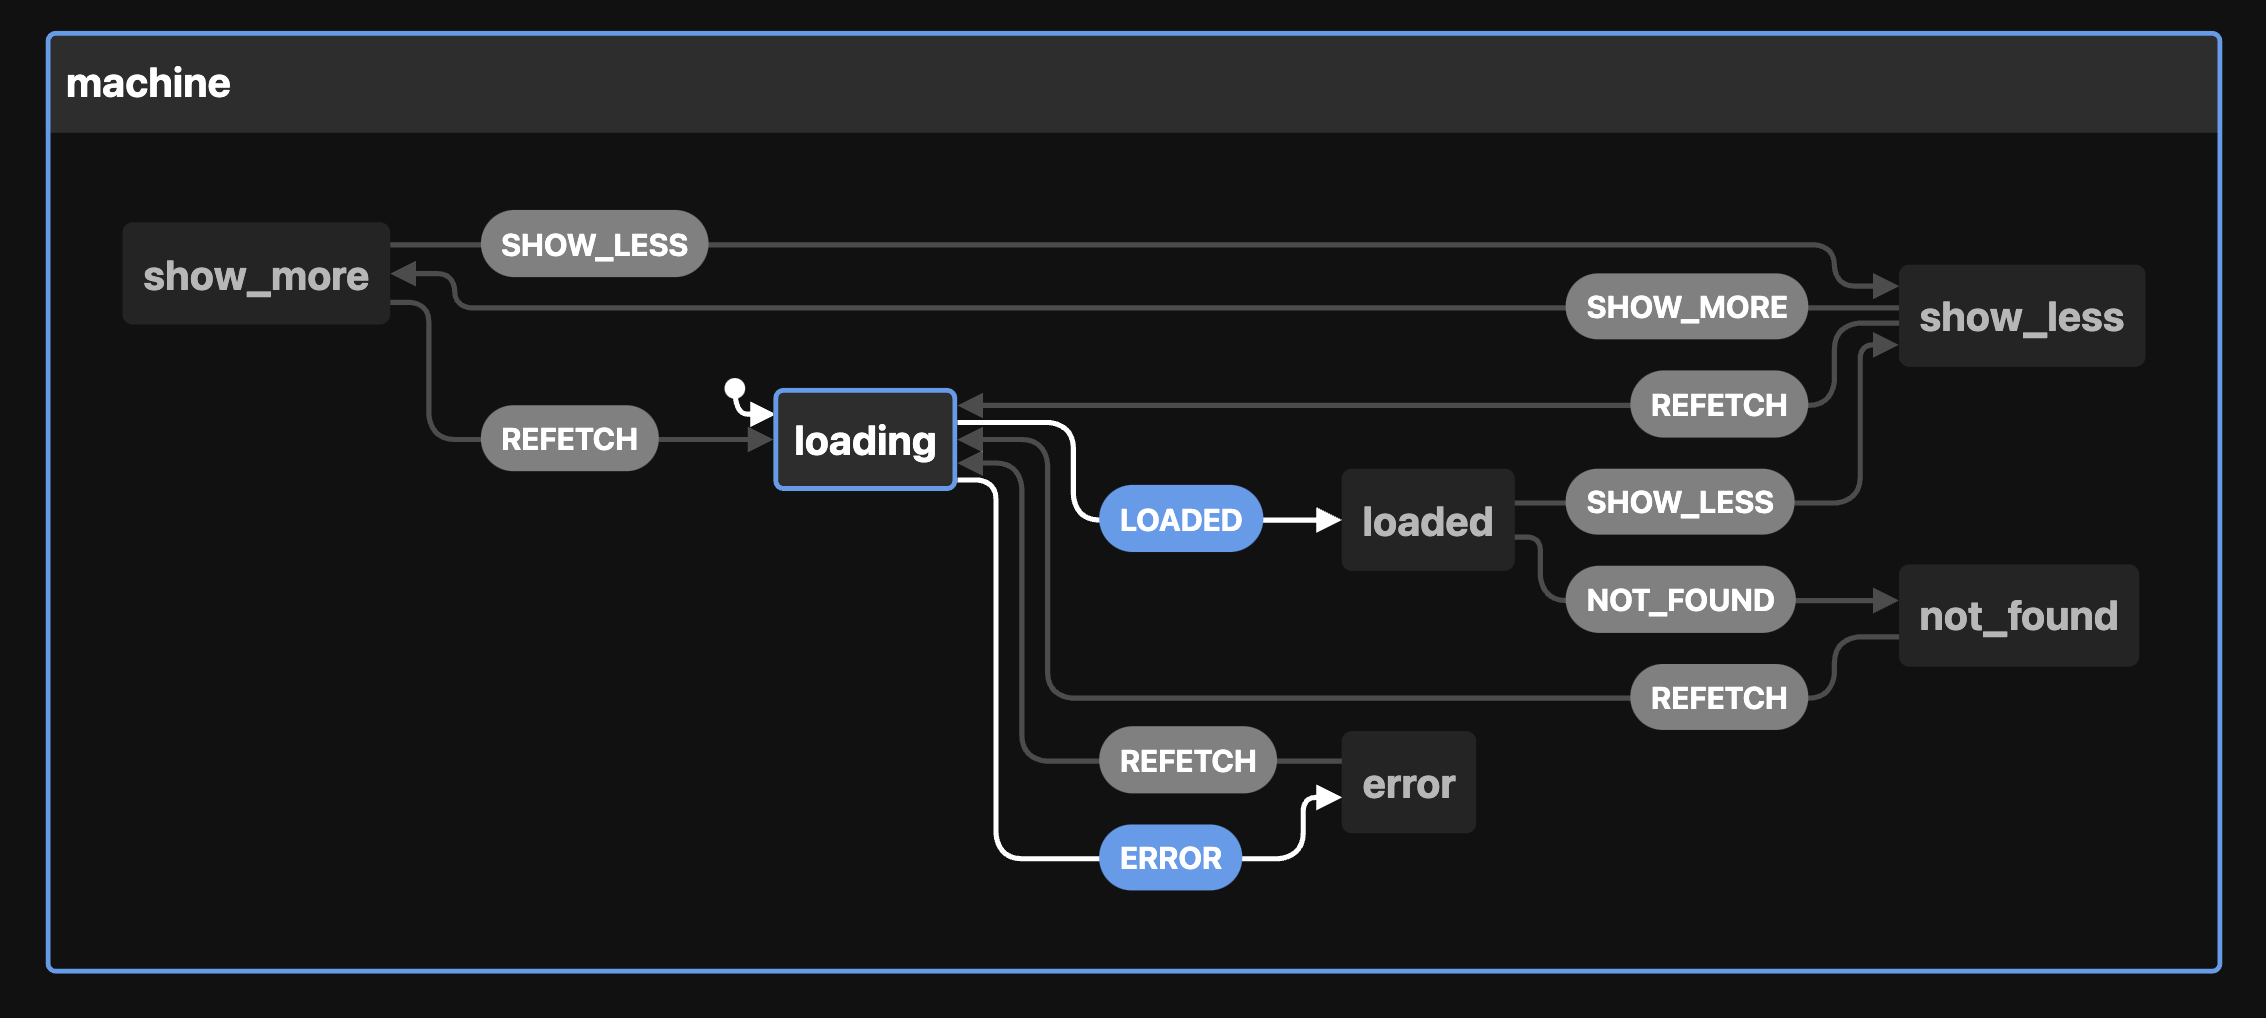 machine
SHOW_LESS
show_more
SHOW_MORE
show_less
REFETCH
REFETCH
loading
LOADED
loaded
SHOW_LESS
NOT_FOUND
not_found
REFETCH
REFETCH
error
ERROR